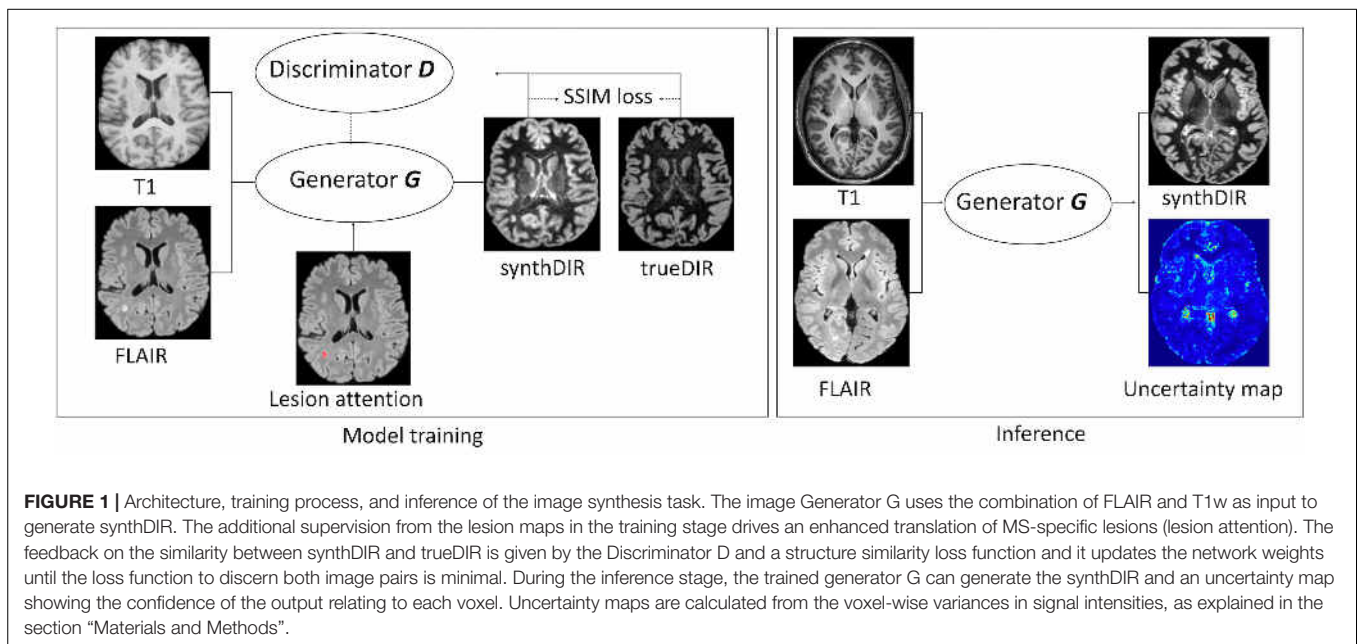 Discriminator D
SSIM loss
T1
Generator G
FLAIR
synthDIR
trueDIR
Lesion attention
Model training
T1
synthDIR
Generator G
FLAIR
Uncertainty map
Inference
FIGURE 1 | Architecture, training process, and inference of the image synthesis task. The image Generator G uses the combination of FLAIR and T1w as input to
generate synthDIR. The additional supervision from the lesion maps in the training stage drives an enhanced translation of MS-specific lesions (lesion attention). The
feedback on the similarity between synthDIR and trueDIR is given by the Discriminator D and a structure similarity loss function and it updates the network weights
until the loss function to discern both image pairs is minimal. During the inference stage, the trained generator G can generate the synthDIR and an uncertainty map
showing the confidence of the output relating to each voxel. Uncertainty maps are calculated from the voxel-wise variances in signal intensities, as explained in the
section “Materials and Methods”.